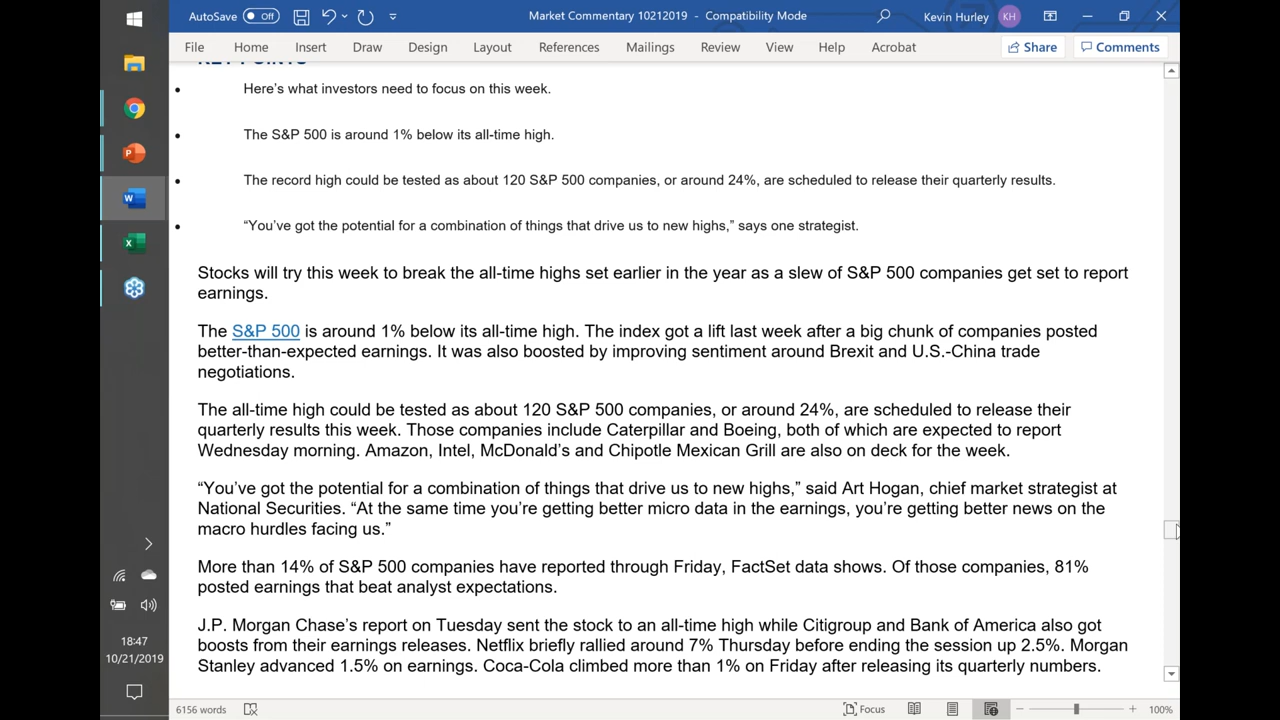 AutoSave Off Market Commentary 10212019 - Compatibility Mode Kevin Hurley KH
File Home Insert Draw Design Layout References Mailings Review View Help Acrobat Share Comments
KEY POINTS
• Here’s what investors need to focus on this week.
• The S&P 500 is around 1% below its all-time high.
• The record high could be tested as about 120 S&P 500 companies, or around 24%, are scheduled to release their quarterly results.
• “You’ve got the potential for a combination of things that drive us to new highs,” says one strategist.
Stocks will try this week to break the all-time highs set earlier in the year as a slew of S&P 500 companies get set to report
earnings.
The S&P 500 is around 1% below its all-time high. The index got a lift last week after a big chunk of companies posted
better-than-expected earnings. It was also boosted by improving sentiment around Brexit and U.S.-China trade
negotiations.
The all-time high could be tested as about 120 S&P 500 companies, or around 24%, are scheduled to release their
quarterly results this week. Those companies include Caterpillar and Boeing, both of which are expected to report
Wednesday morning. Amazon, Intel, McDonald’s and Chipotle Mexican Grill are also on deck for the week.
“You’ve got the potential for a combination of things that drive us to new highs,” said Art Hogan, chief market strategist at
National Securities. “At the same time you’re getting better micro data in the earnings, you’re getting better news on the
macro hurdles facing us.”
More than 14% of S&P 500 companies have reported through Friday, FactSet data shows. Of those companies, 81%
posted earnings that beat analyst expectations.
J.P. Morgan Chase’s report on Tuesday sent the stock to an all-time high while Citigroup and Bank of America also got
boosts from their earnings releases. Netflix briefly rallied around 7% Thursday before ending the session up 2.5%. Morgan
Stanley advanced 1.5% on earnings. Coca-Cola climbed more than 1% on Friday after releasing its quarterly numbers.
18:47
10/21/2019
6156 words Focus 100%